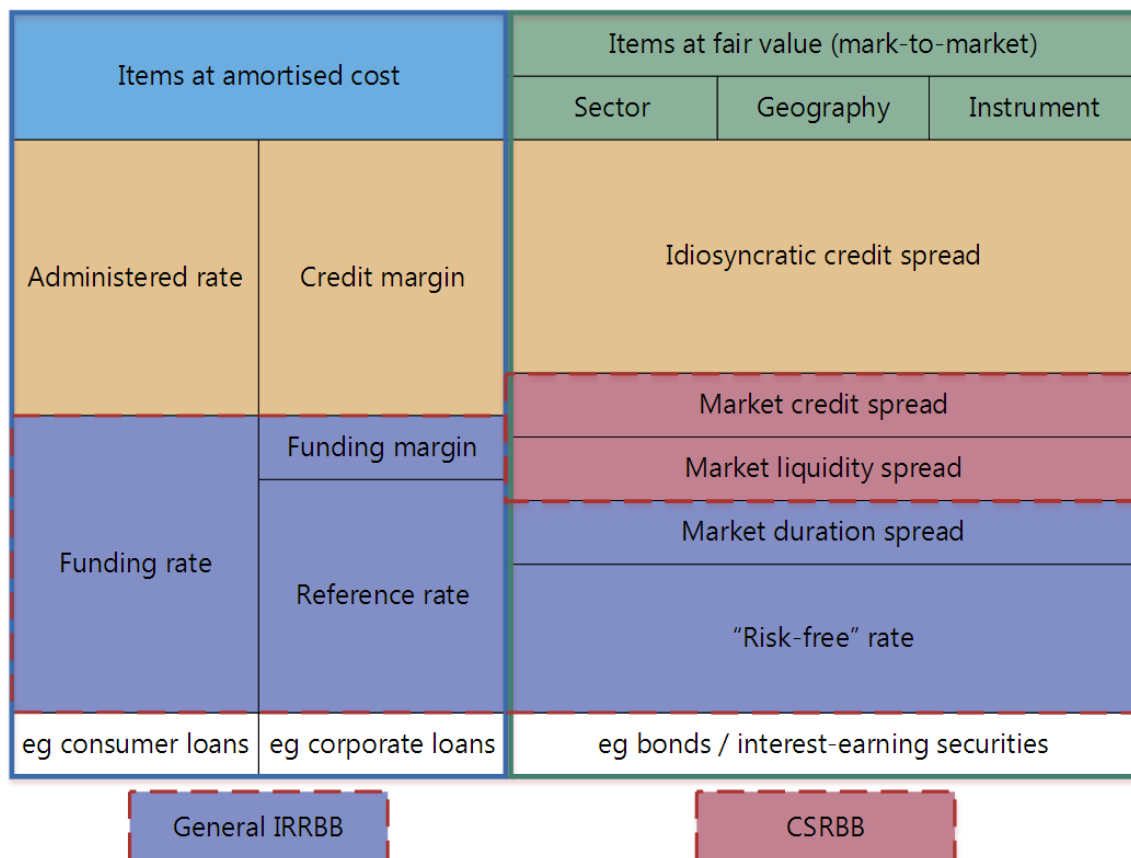 Items at amortised cost
Items at fair value (mark-to-market)
Sector
Geography
Instrument
Administered rate
Credit margin
Idiosyncratic credit spread
Market credit spread
Funding margin
Market liquidity spread
Market duration spread
Funding rate
Reference rate
“Risk-free” rate
eg consumer loans
eg corporate loans
eg bonds / interest-earning securities
General IRRBB
CSRBB